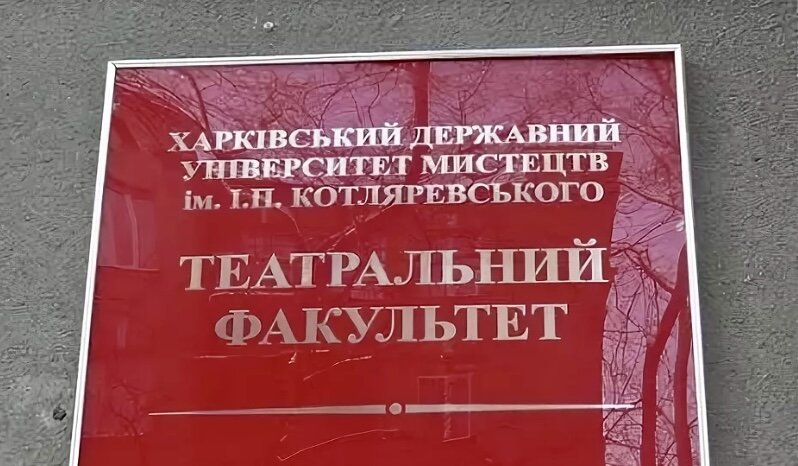 ХАРКІВСЬКИЙ ДЕРЖАВНИЙ
УНІВЕРСИТЕТ МИСТЕЦТВ
ім. І.П. КОТЛЯРЕВСЬКОГО
ТЕАТРАЛЬНИЙ
ФАКУЛЬТЕТ